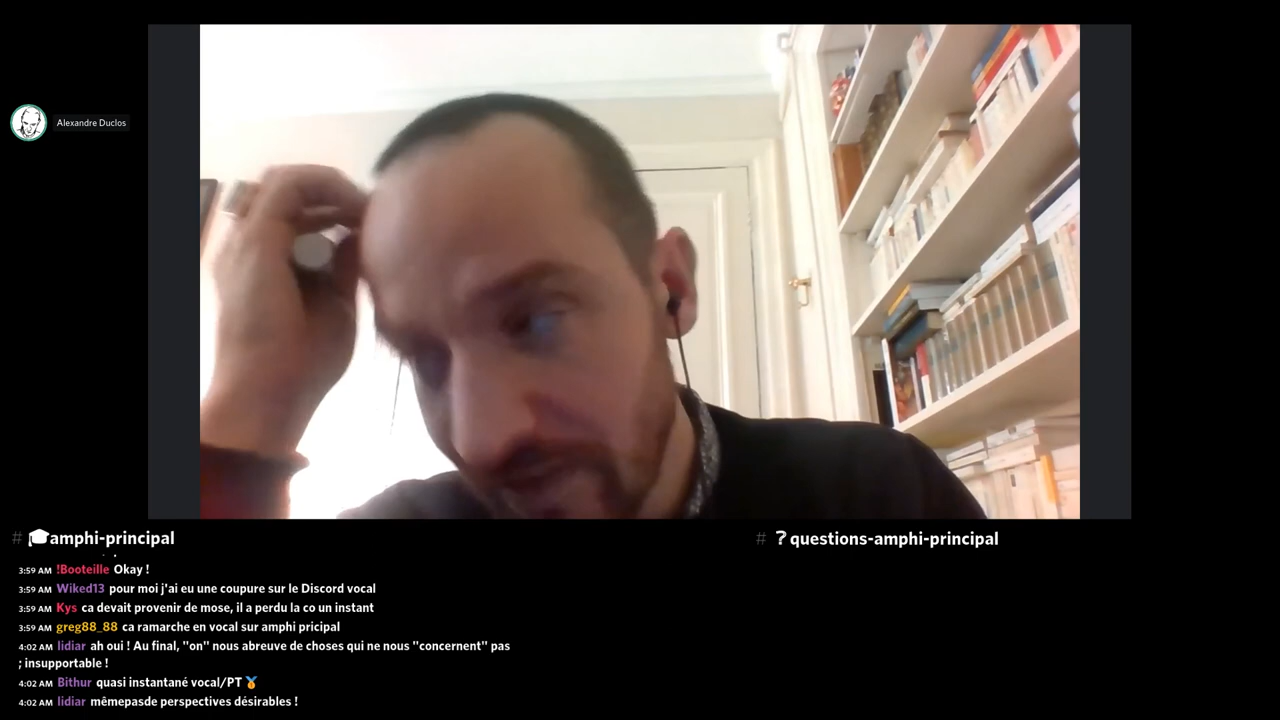 Alexandre Duclos
# 🎓amphi-principal
# ? questions-amphi-principal
3:59 AM !Booteille Okay !
3:59 AM Wiked13 pour moi j'ai eu une coupure sur le Discord vocal
3:59 AM Kys ca devait provenir de mose, il a perdu la co un instant
3:59 AM greg88_88 ca ramarche en vocal sur amphi pricipal
4:02 AM lidiar ah oui ! Au final, "on" nous abreuve de choses qui ne nous "concernent" pas
; insupportable !
4:02 AM Bithur quasi instantané vocal/PT 🏅
4:02 AM lidiar mêmepasde perspectives désirables !